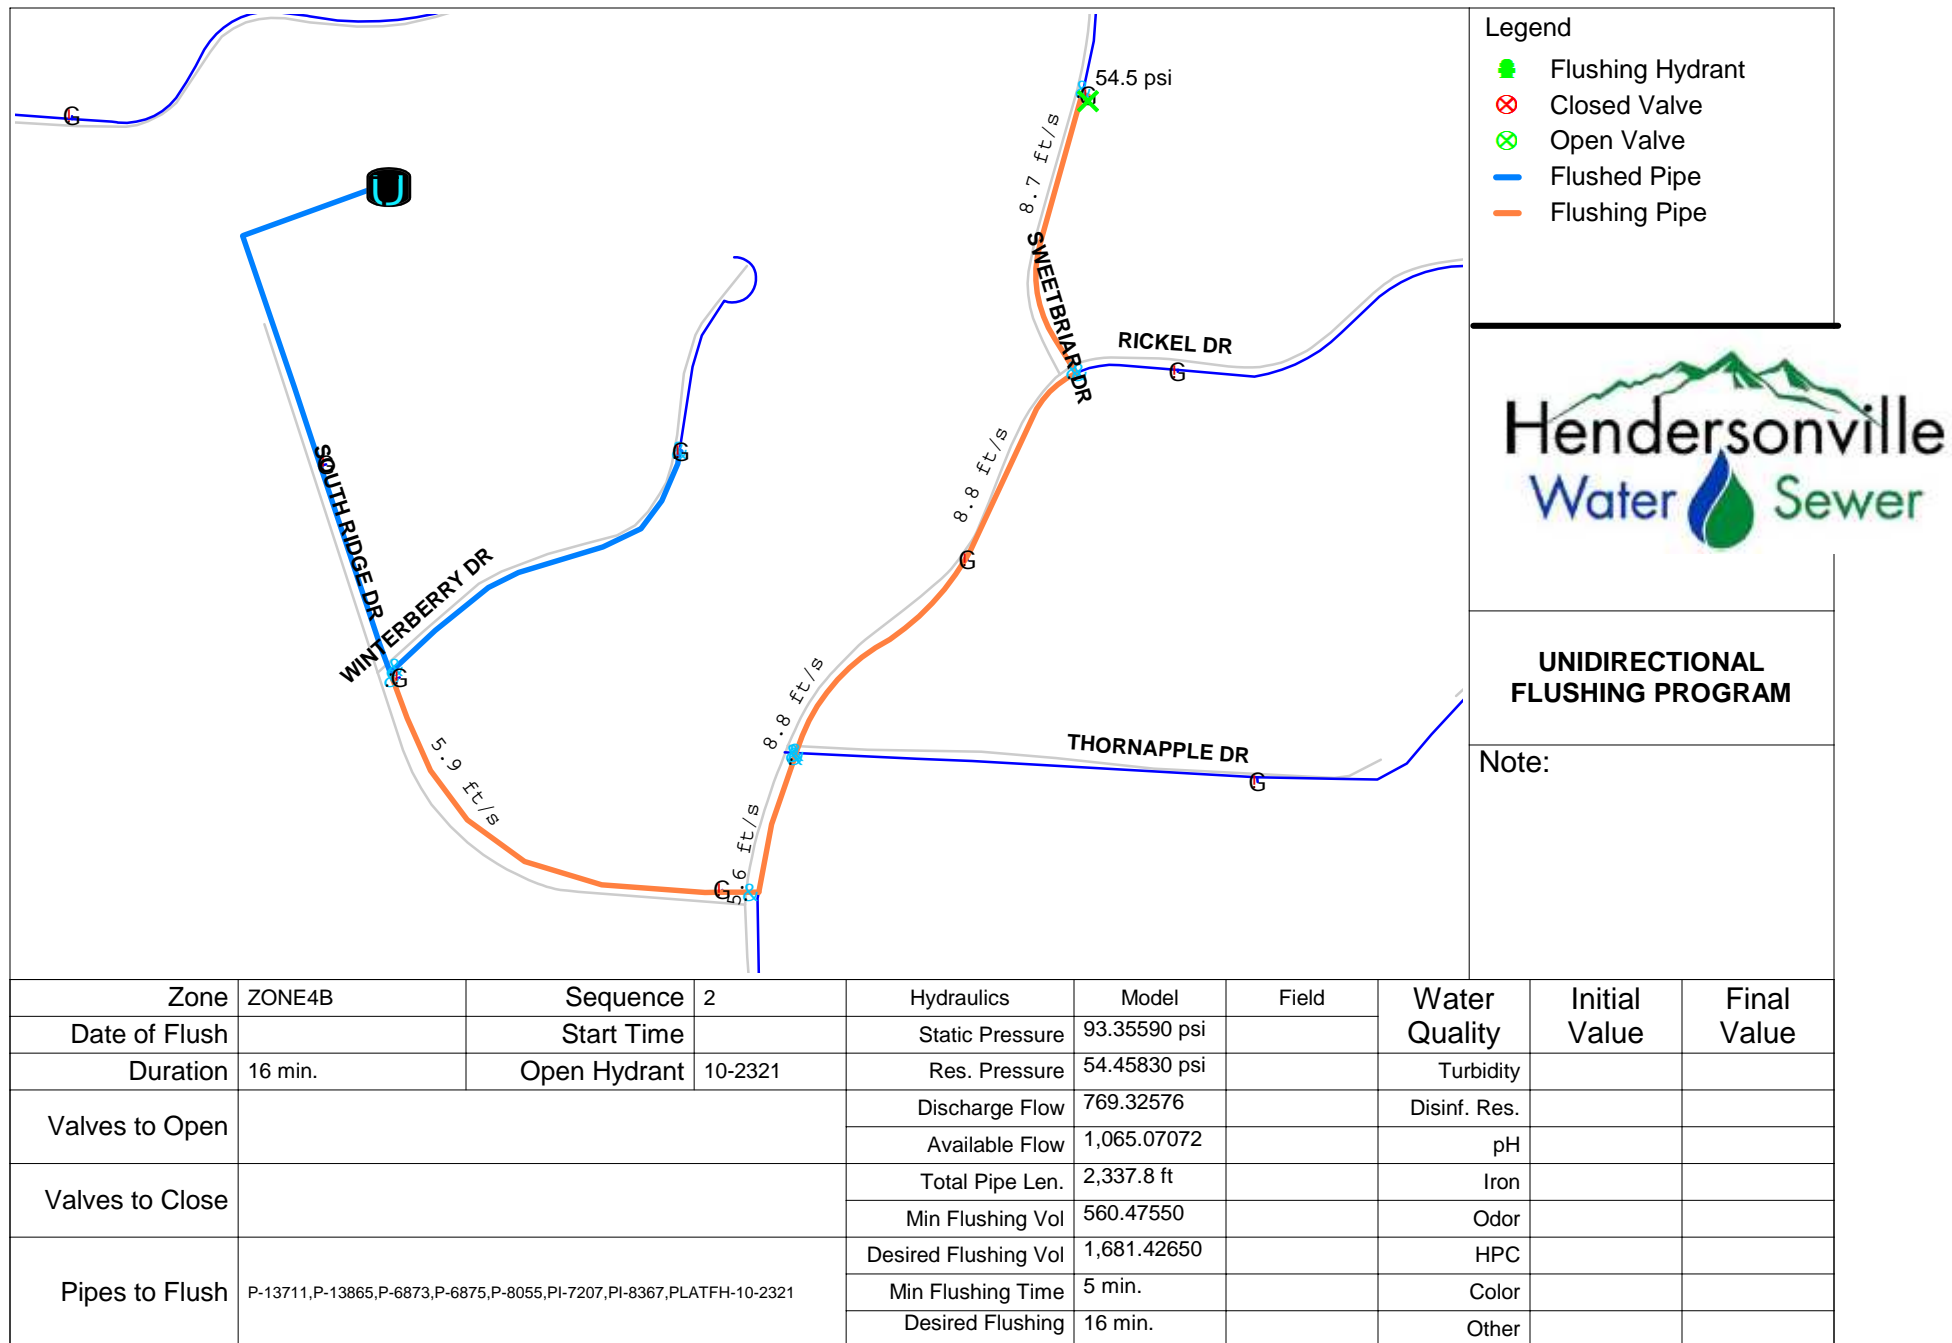 Legend
Flushing Hydrant
Closed Valve
Open Valve
Flushed Pipe
Flushing Pipe
54.5 psi
8.7 ft/s
SWEETBRIAR DR
RICKEL DR
8.8 ft/s
SOUTH RIDGE DR
WINTERBERRY DR
8.8 ft/s
THORNAPPLE DR
5.9 ft/s
5.6 ft/s
G
G
G
G
G
G
G
G
Hendersonville
Water Sewer
UNIDIRECTIONAL
FLUSHING PROGRAM
Note:
Zone ZONE4B Sequence 2 Hydraulics Model Field Water Quality Initial Value Final Value
Date of Flush Start Time Static Pressure 93.35590 psi
Duration 16 min. Open Hydrant 10-2321 Res. Pressure 54.45830 psi Turbidity
Valves to Open Discharge Flow 769.32576 Disinf. Res.
Available Flow 1,065.07072 pH
Valves to Close Total Pipe Len. 2,337.8 ft Iron
Min Flushing Vol 560.47550 Odor
Desired Flushing Vol 1,681.42650 HPC
Pipes to Flush P-13711,P-13865,P-6873,P-6875,P-8055,PI-7207,PI-8367,PLATFH-10-2321 Min Flushing Time 5 min. Color
Desired Flushing 16 min. Other